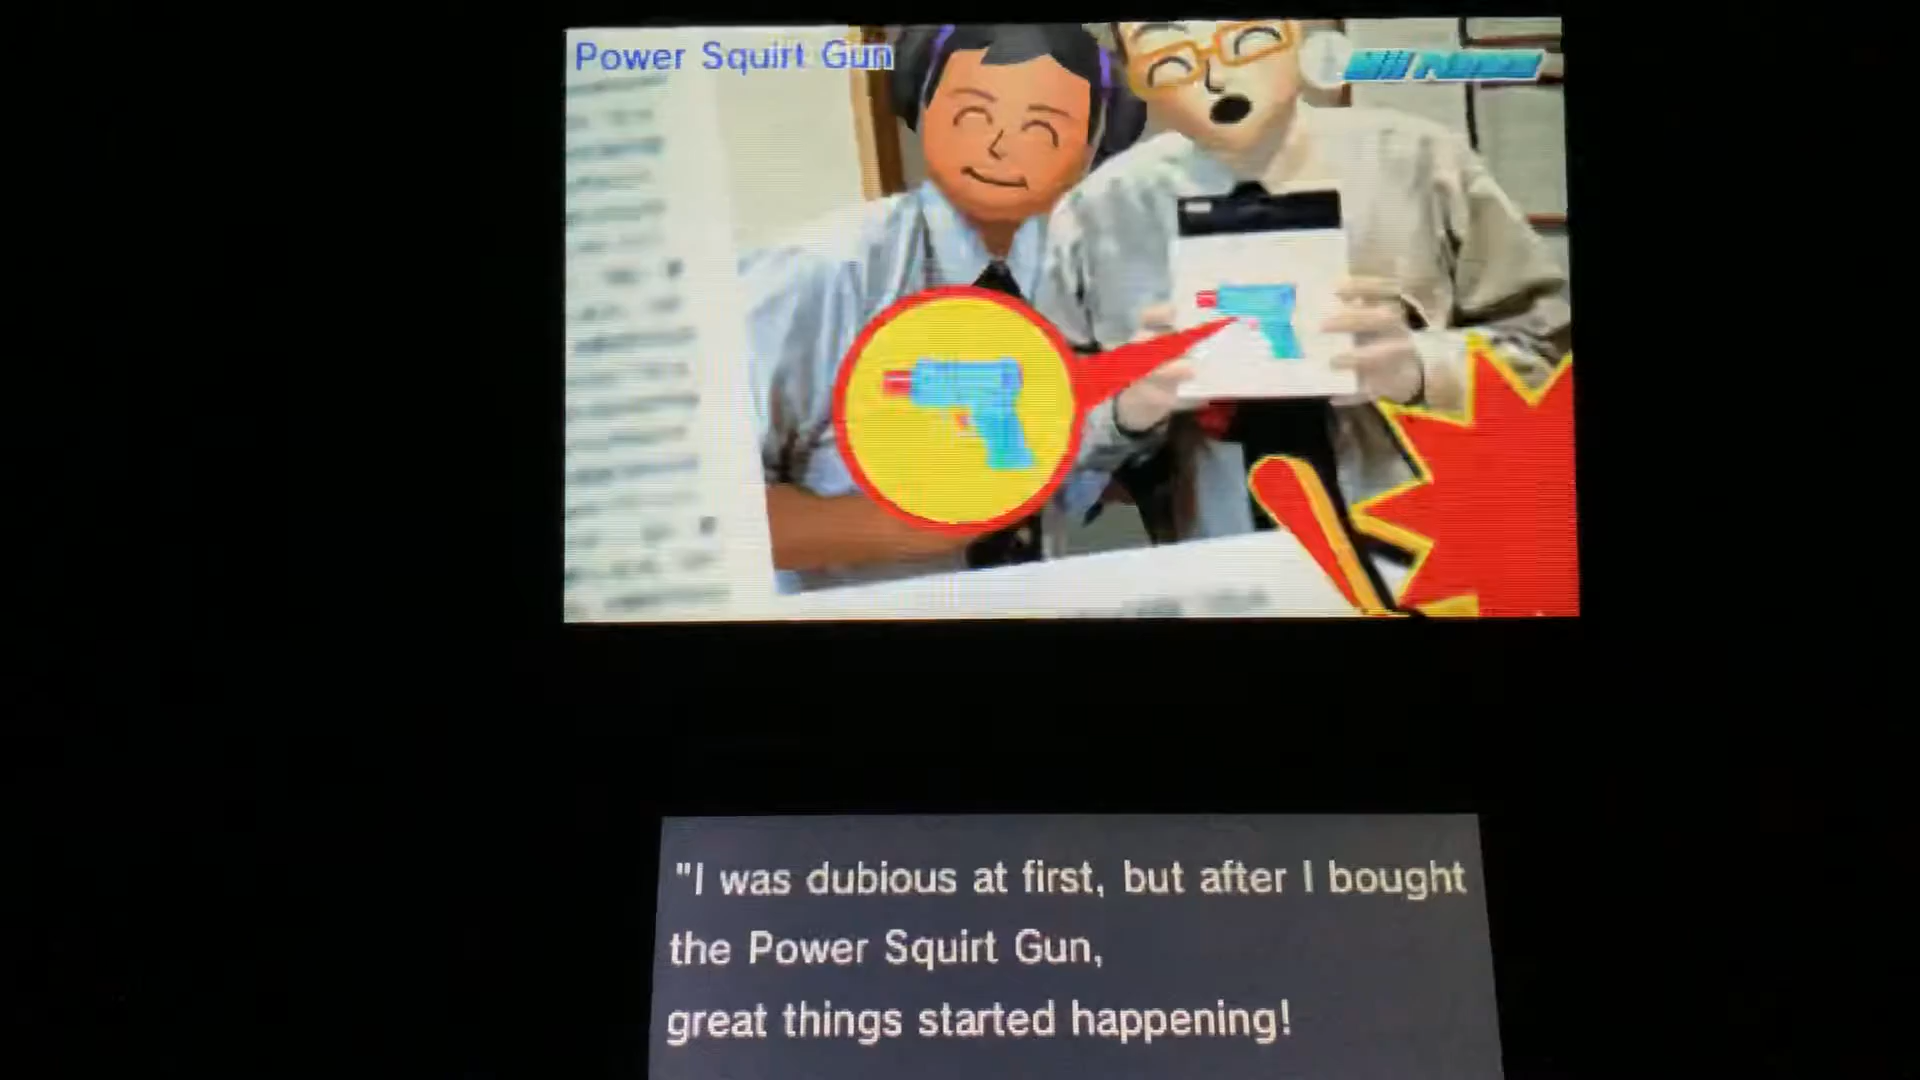 Power Squirt Gun
"I was dubious at first, but after I bought
the Power Squirt Gun,
great things started happening!